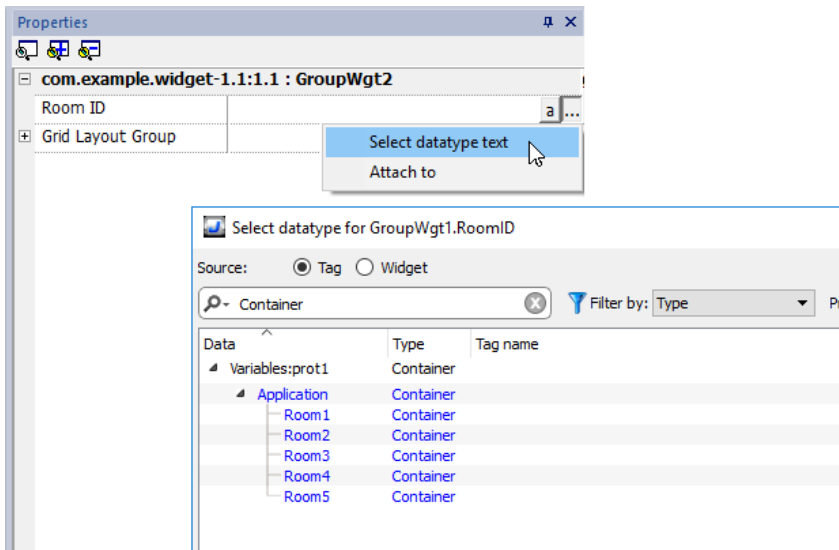 Properties
com.example.widget-1.1:1.1 : GroupWgt2
Room ID
a ...
Grid Layout Group
Select datatype text
Attach to
Select datatype for GroupWgt1.RoomID
Source: Tag Widget
Container Filter by: Type
Data Type Tag name
Variables:prot1 Container
Application Container
Room1 Container
Room2 Container
Room3 Container
Room4 Container
Room5 Container